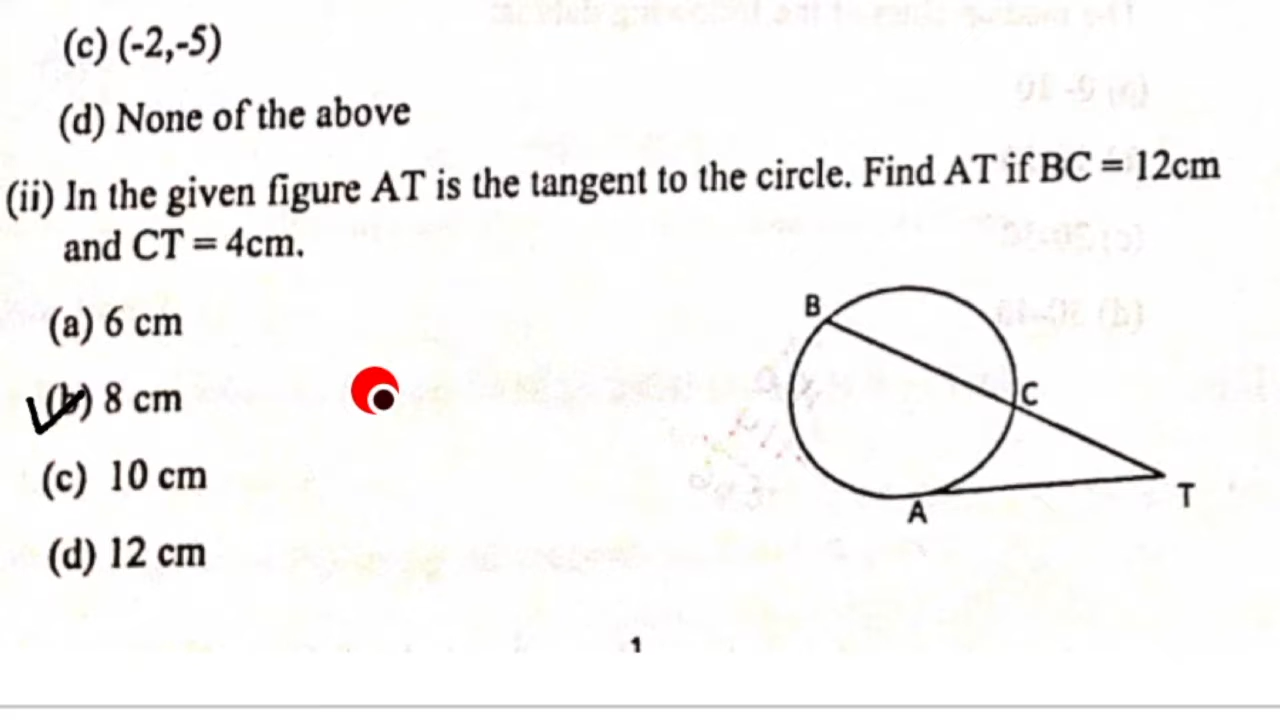 (c) (-2,-5)
(d) None of the above
(ii) In the given figure AT is the tangent to the circle. Find AT if BC = 12cm
and CT = 4cm.
(a) 6 cm
(b) 8 cm
(c) 10 cm
(d) 12 cm
B
C
T
A
1